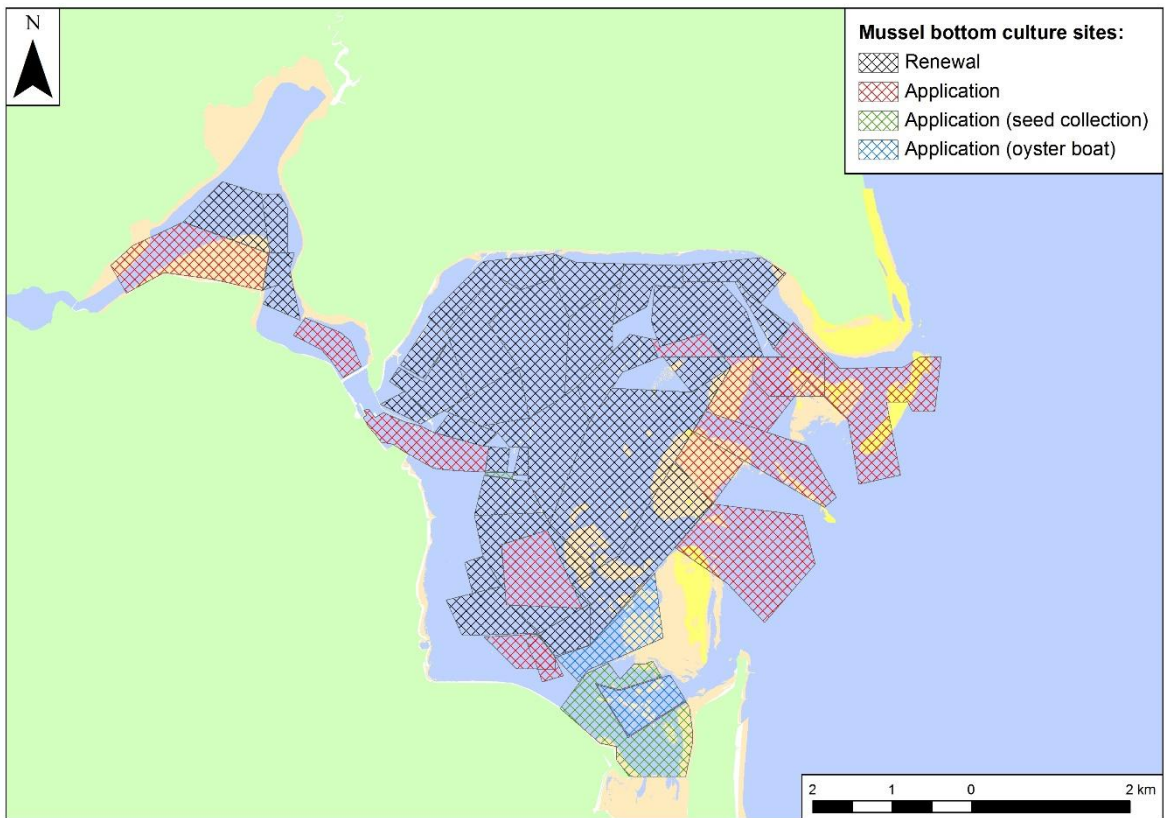 N
Mussel bottom culture sites:
Renewal
Application
Application (seed collection)
Application (oyster boat)
2 1 0 2 km